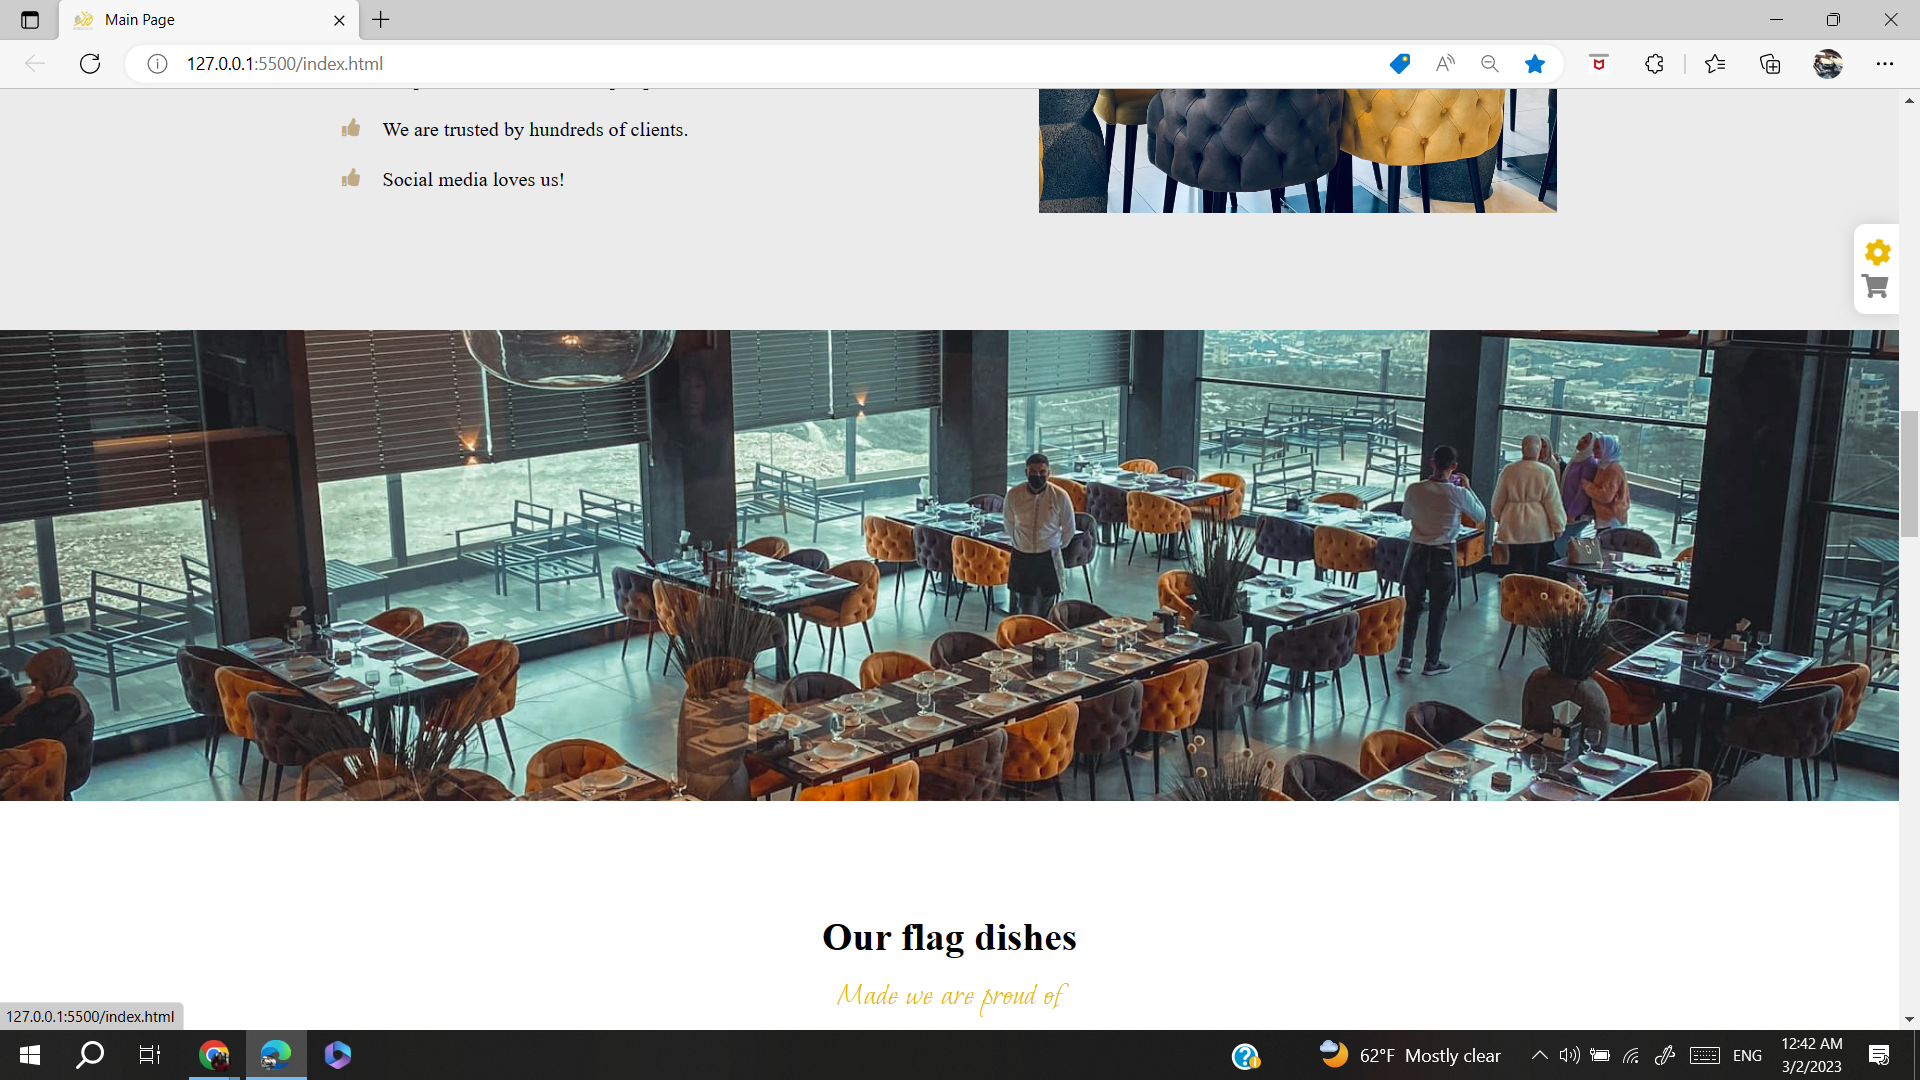 Main Page
127.0.0.1:5500/index.html
We are trusted by hundreds of clients.
Social media loves us!
Our flag dishes
Made we are proud of
127.0.0.1:5500/index.html
62°F Mostly clear
ENG
12:42 AM
3/2/2023